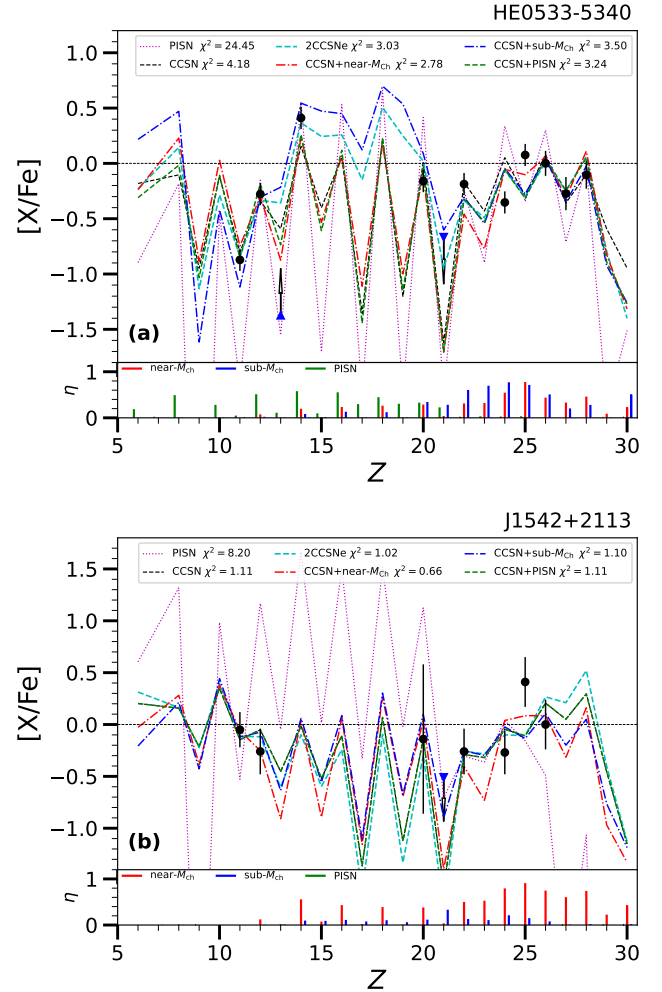 HE0533-5340
PISN χ² = 24.45 2CCSNe χ² = 3.03 CCSN+sub-M_Ch χ² = 3.50
CCSN χ² = 4.18 CCSN+near-M_Ch χ² = 2.78 CCSN+PISN χ² = 3.24
[X/Fe]
1.0
0.5
0.0
−0.5
−1.0
−1.5
(a)
near-M_ch sub-M_ch PISN
η
1
0
5 10 15 20 25 30
Z
J1542+2113
PISN χ² = 8.20 2CCSNe χ² = 1.02 CCSN+sub-M_Ch χ² = 1.10
CCSN χ² = 1.11 CCSN+near-M_Ch χ² = 0.66 CCSN+PISN χ² = 1.11
[X/Fe]
1.5
1.0
0.5
0.0
−0.5
−1.0
(b)
near-M_ch sub-M_ch PISN
η
1
0
5 10 15 20 25 30
Z